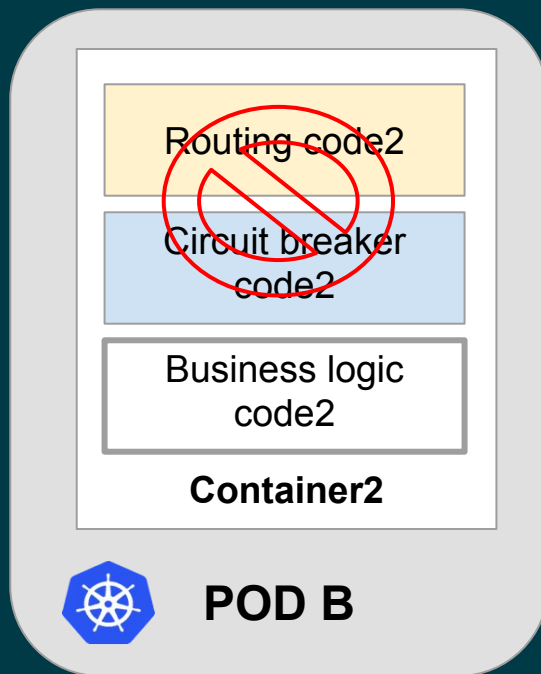 Routing code2
Circuit breaker
code2
Business logic
code2
Container2
POD B